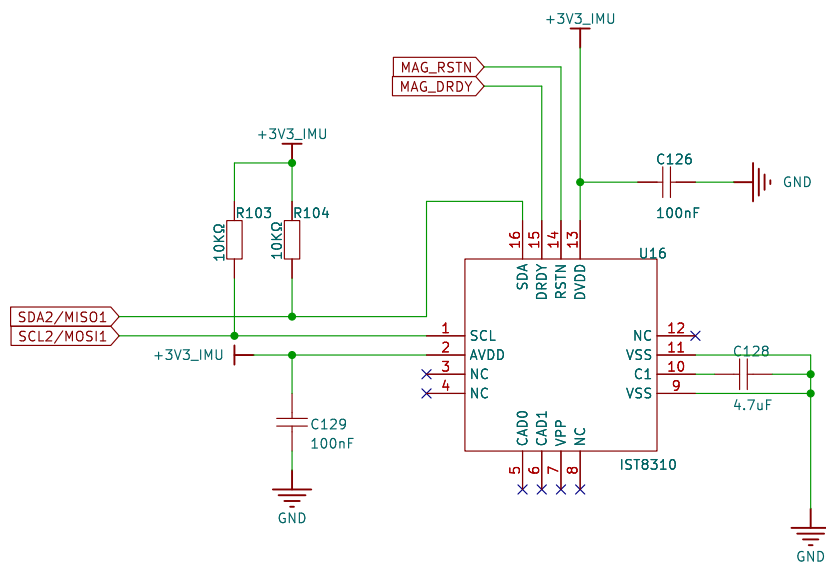 +3V3_IMU
MAG_RSTN
MAG_DRDY
+3V3_IMU
C126
100nF
GND
R103
10KΩ
R104
10KΩ
U16
16
15
14
13
SDA
DRDY
RSTN
DVDD
SDA2/MISO1
SCL2/MOSI1
+3V3_IMU
1
SCL
2
AVDD
3
NC
4
NC
NC
12
VSS
11
C1
10
VSS
9
C128
4.7uF
C129
100nF
GND
CAD0
CAD1
VPP
NC
5
6
7
8
IST8310
GND